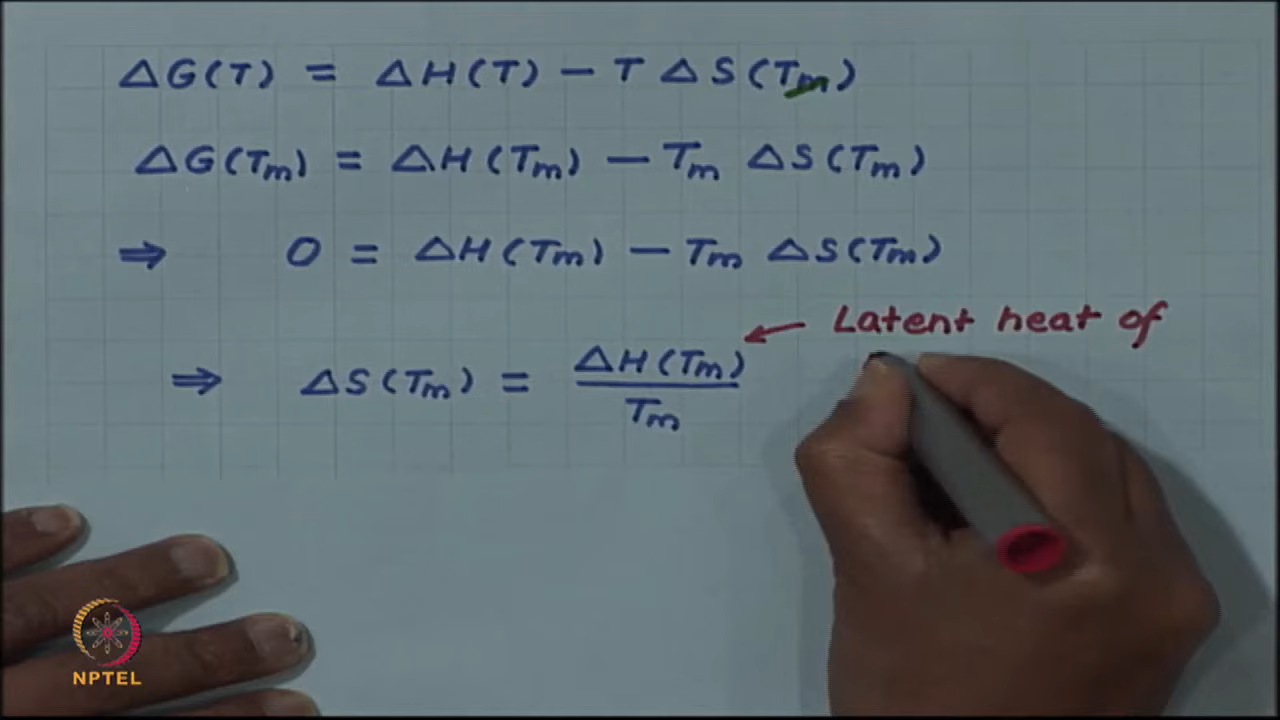 ΔG(T) = ΔH(T) − T ΔS(Tm)
ΔG(Tm) = ΔH(Tm) − Tm ΔS(Tm)
⇒ 0 = ΔH(Tm) − Tm ΔS(Tm)
Latent heat of
⇒ ΔS(Tm) = ΔH(Tm) / Tm
NPTEL